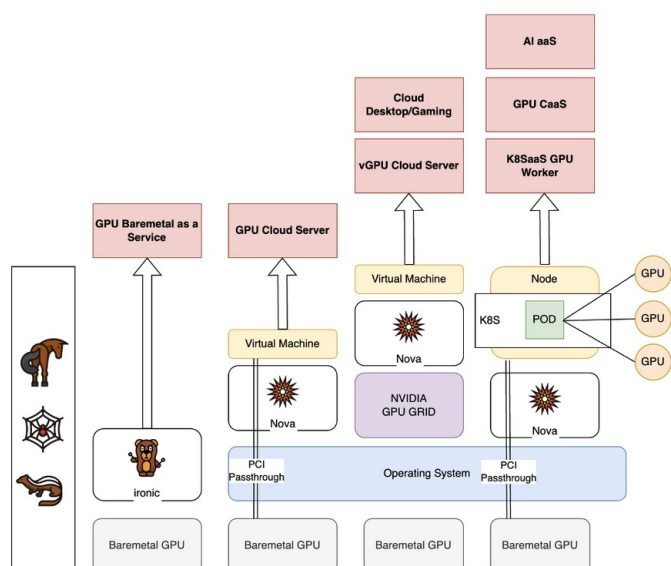 AI aaS
Cloud
Desktop/Gaming
GPU CaaS
vGPU Cloud Server
K8SaaS GPU
Worker
GPU Baremetal as a
Service
GPU Cloud Server
Virtual Machine
Node
GPU
K8S
POD
GPU
GPU
Virtual Machine
Nova
Nova
NVIDIA
GPU GRID
Nova
ironic
PCI
Passthrough
Operating System
PCI
Passthrough
Baremetal GPU
Baremetal GPU
Baremetal GPU
Baremetal GPU